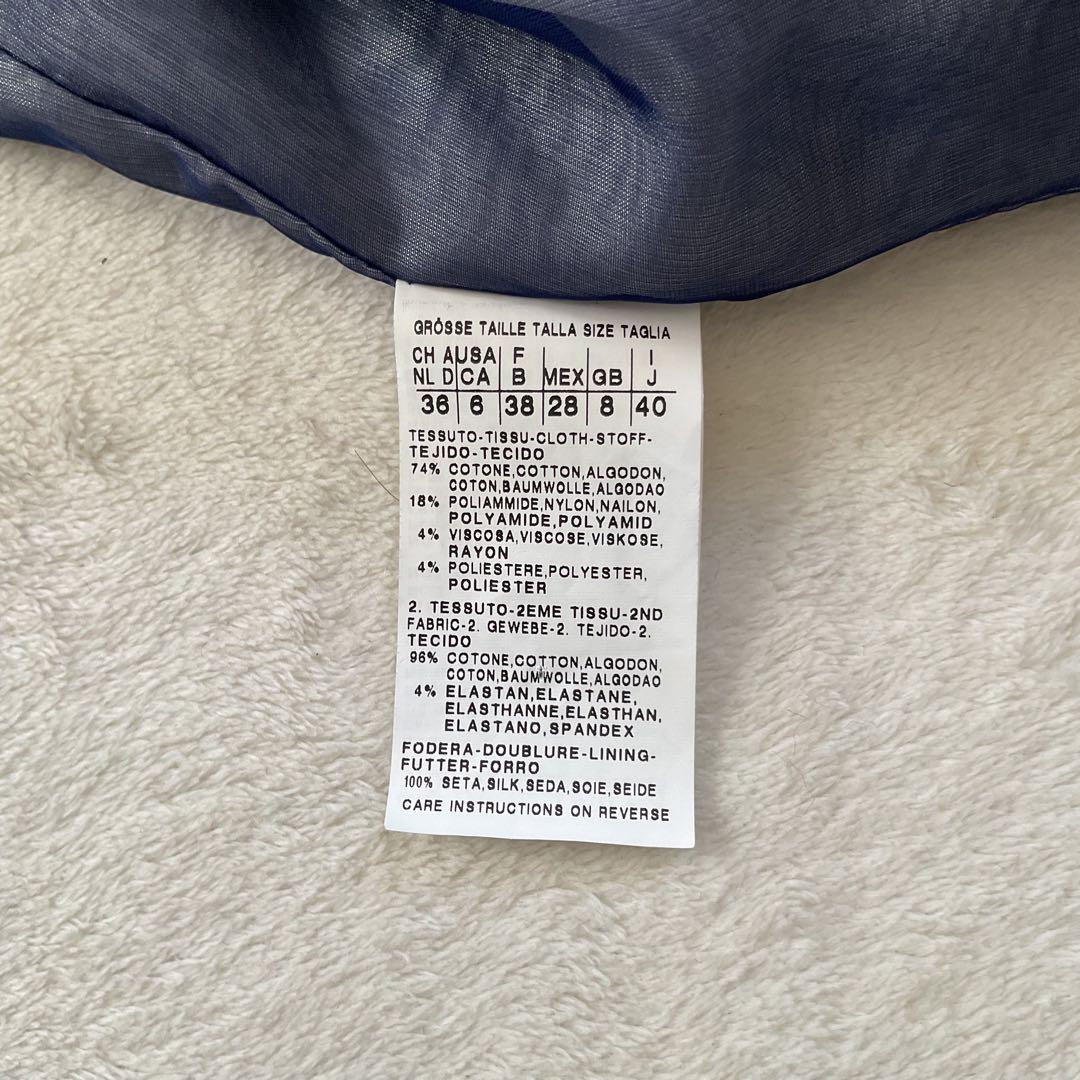 GRÖSSE TAILLE TALLA SIZE TAGLIA
CH A USA F I
NL D CA B MEX GB J
36 6 38 28 8 40
TESSUTO-TISSU-CLOTH-STOFF-
TEJIDO-TECIDO
74% COTONE,COTTON,ALGODON,
COTON,BAUMWOLLE,ALGODAO
18% POLIAMMIDE,NYLON,NAILON,
POLYAMIDE,POLYAMID
4% VISCOSA,VISCOSE,VISKOSE,
RAYON
4% POLIESTERE,POLYESTER,
POLIESTER
2. TESSUTO-2EME TISSU-2ND
FABRIC-2. GEWEBE-2. TEJIDO-2.
TECIDO
96% COTONE,COTTON,ALGODON,
COTON,BAUMWOLLE,ALGODAO
4% ELASTAN,ELASTANE,
ELASTHANNE,ELASTHAN,
ELASTANO,SPANDEX
FODERA-DOUBLURE-LINING-
FUTTER-FORRO
100% SETA,SILK,SEDA,SOIE,SEIDE
CARE INSTRUCTIONS ON REVERSE